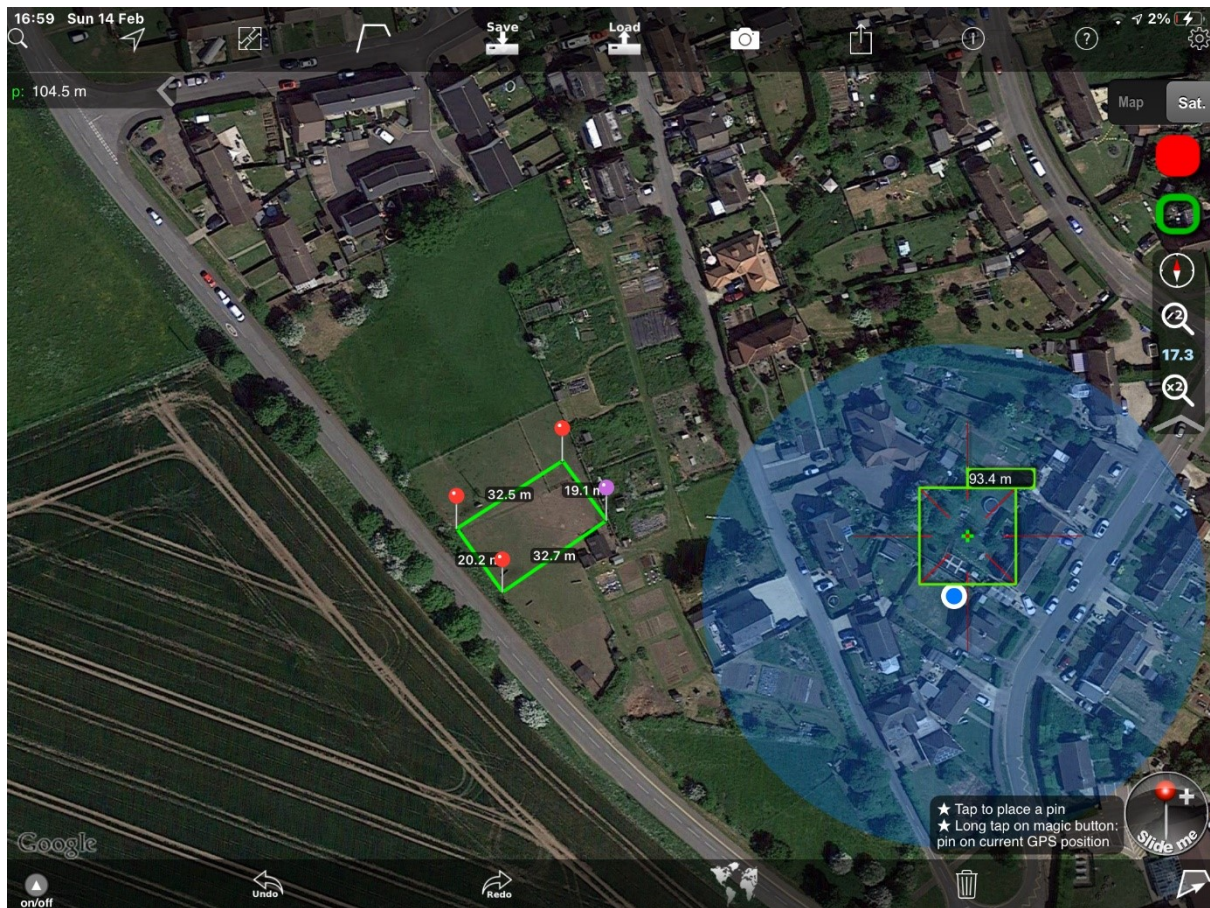 16:59 Sun 14 Feb
2%
Save
Load
p: 104.5 m
Map
Sat.
/2
17.3
x2
32.5 m
19.1 m
93.4 m
20.2 m
32.7 m
★ Tap to place a pin
★ Long tap on magic button:
pin on current GPS position
Slide me
Google
on/off
Undo
Redo